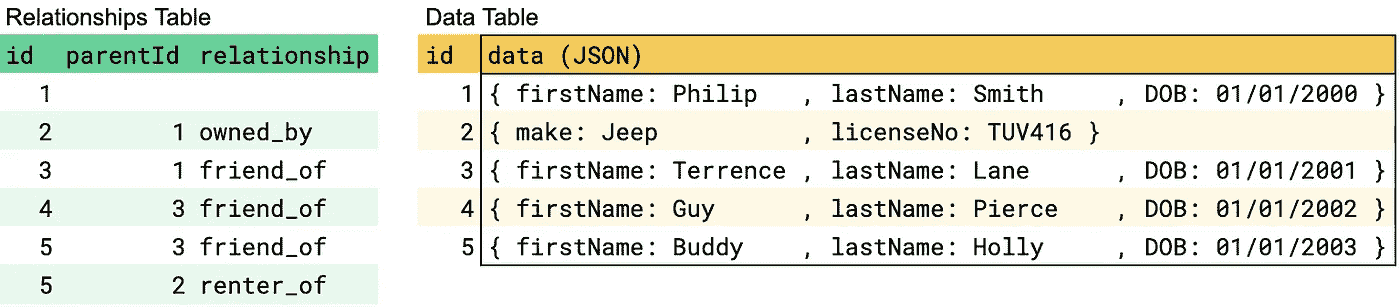 Relationships Table
id parentId relationship
1
2 1 owned_by
3 1 friend_of
4 3 friend_of
5 3 friend_of
5 2 renter_of
Data Table
id data (JSON)
1 { firstName: Philip , lastName: Smith , DOB: 01/01/2000 }
2 { make: Jeep , licenseNo: TUV416 }
3 { firstName: Terrence , lastName: Lane , DOB: 01/01/2001 }
4 { firstName: Guy , lastName: Pierce , DOB: 01/01/2002 }
5 { firstName: Buddy , lastName: Holly , DOB: 01/01/2003 }